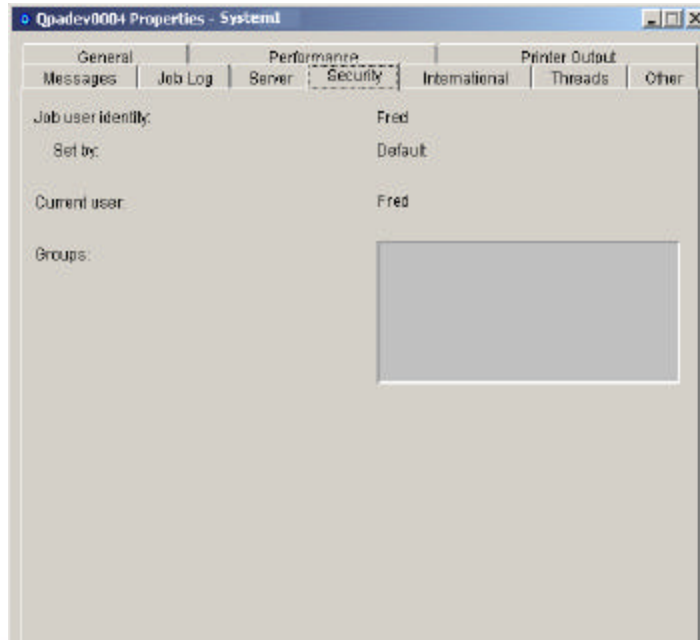 Qpadev0004 Properties - System1
General Performance Printer Output
Messages Job Log Server Security International Threads Other
Job user identity: Fred
Set by: Default
Current user: Fred
Groups: